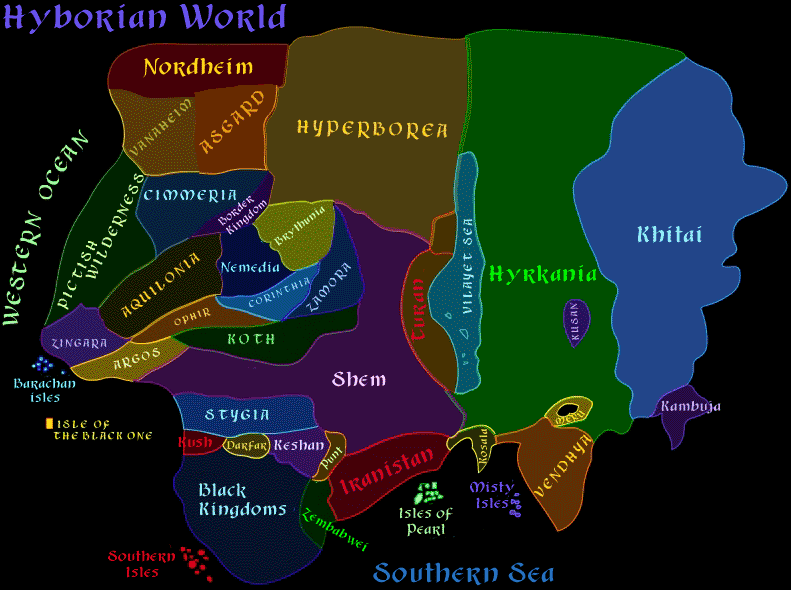 Hyborian World
Nordheim
VANAHEIM
ASGARD
HYPERBOREA
WESTERN OCEAN
PICTISH
WILDERNESS
CIMMERIA
BORDER
KINGDOM
Brythunia
Khitai
VILAYET SEA
Hyrkania
AQUILONIA
Nemedia
CORINTHIA
ZAMORA
TURAN
KUSAN
OPHIR
KOTH
ZINGARA
ARGOS
Shem
Barachan
isles
ISLE OF
THE BLACK ONE
STYGIA
Kush
Darfar
Keshan
Punt
Iranistan
Kosala
MERU
VENDHYA
Kambuja
Black
Kingdoms
Zembabwei
Isles of
Pearl
Misty
Isles
Southern
Isles
Southern Sea